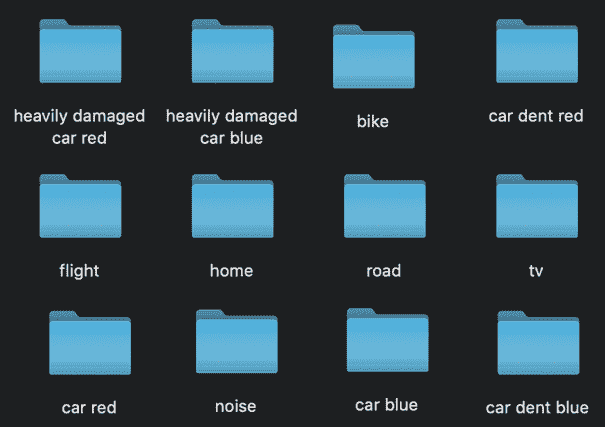 heavily damaged
car red
heavily damaged
car blue
bike
car dent red
flight
home
road
tv
car red
noise
car blue
car dent blue